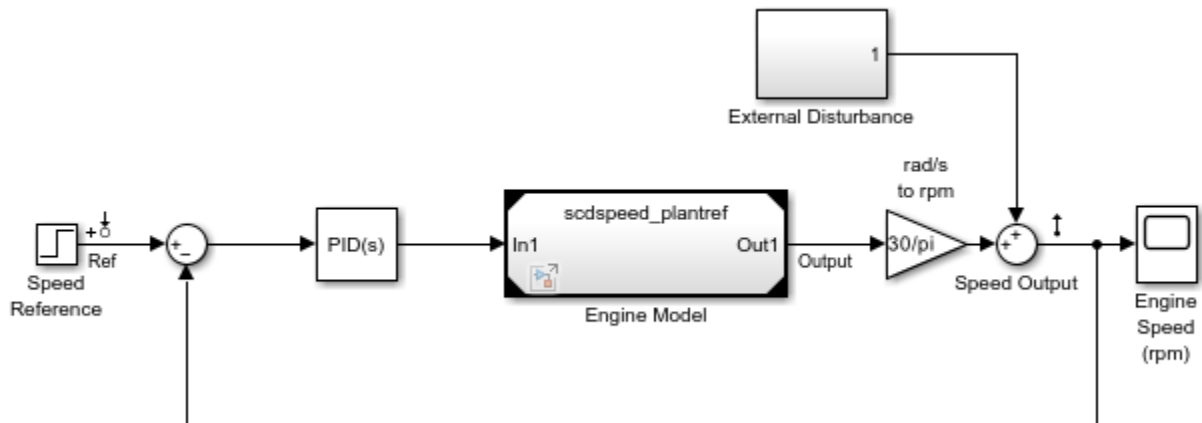 1
External Disturbance
rad/s
to rpm
scdspeed_plantref
+
Ref
+
−
PID(s)
In1
Out1
Output
30/pi
+
+
Speed
Reference
Engine Model
Speed Output
Engine
Speed
(rpm)